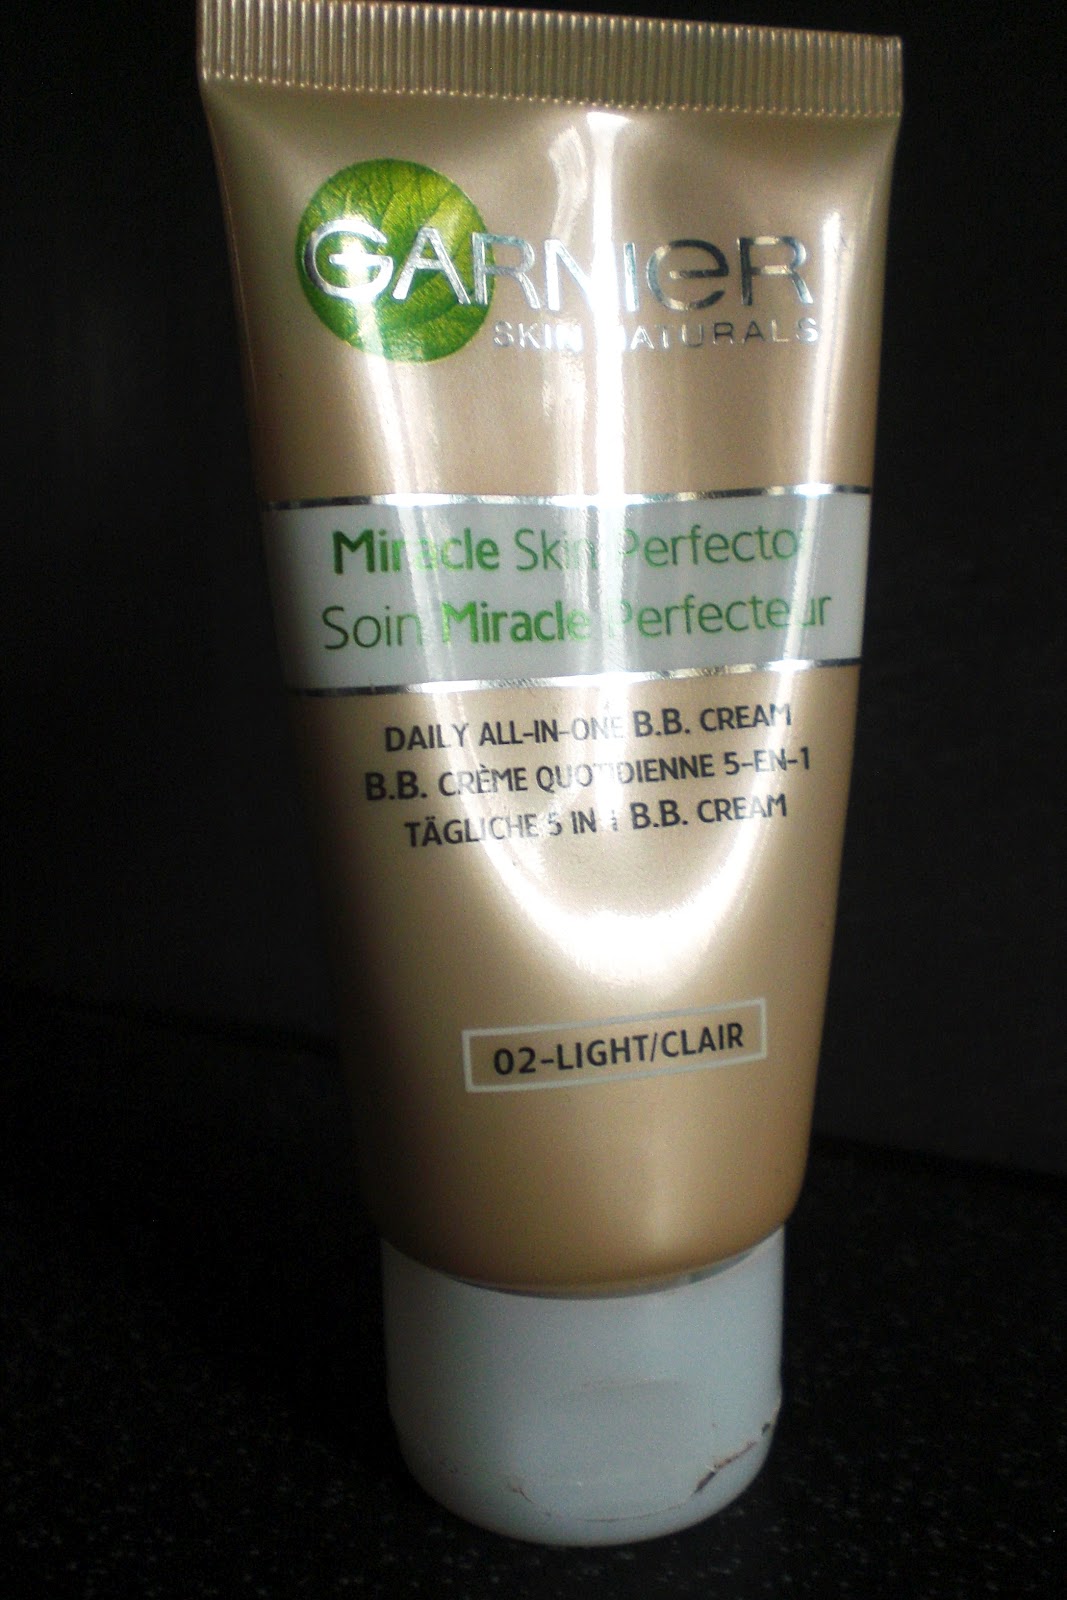 GARNIER
SKIN NATURALS
Miracle Skin Perfector
Soin Miracle Perfecteur
DAILY ALL-IN-ONE B.B. CREAM
B.B. CRÈME QUOTIDIENNE 5-EN-1
TÄGLICHE 5 IN 1 B.B. CREAM
02-LIGHT/CLAIR